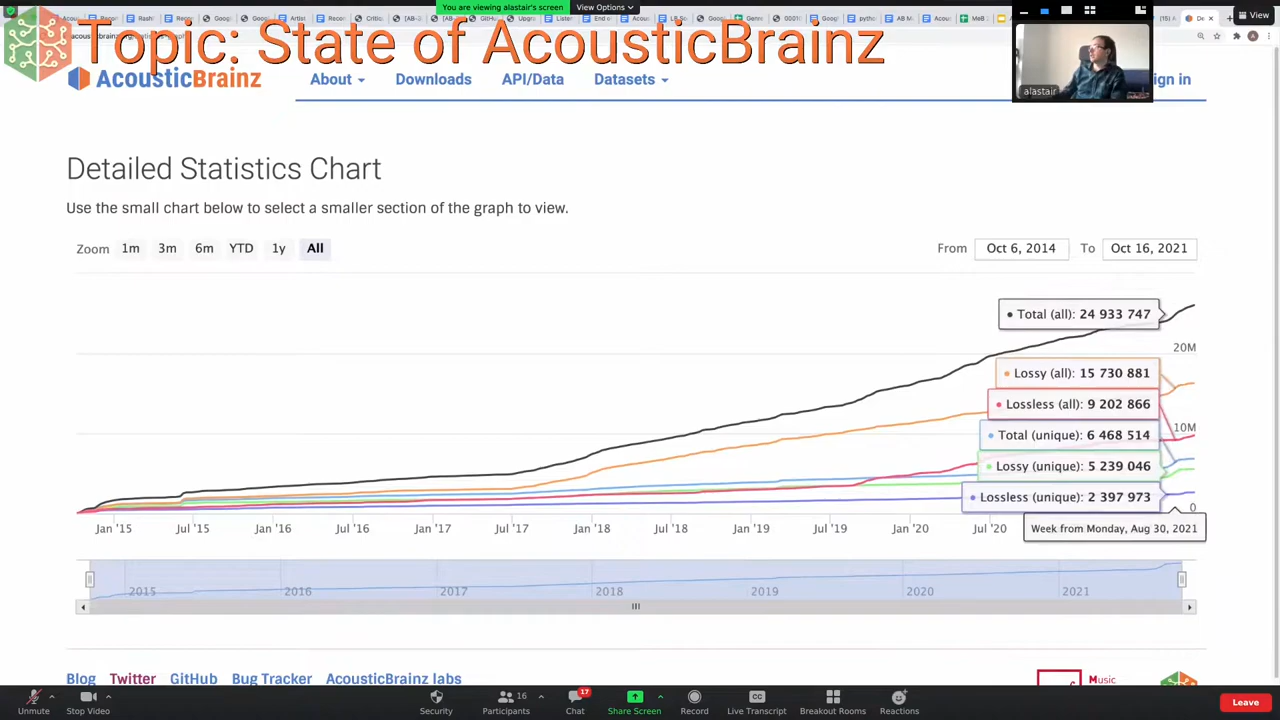 You are viewing alastair's screen
View Options
View
Topic: State of AcousticBrainz
AcousticBrainz
About
Downloads
API/Data
Datasets
ign in
alastair
Detailed Statistics Chart
Use the small chart below to select a smaller section of the graph to view.
Zoom 1m 3m 6m YTD 1y All
From Oct 6, 2014 To Oct 16, 2021
Total (all): 24 933 747
20M
Lossy (all): 15 730 881
Lossless (all): 9 202 866
10M
Total (unique): 6 468 514
Lossy (unique): 5 239 046
Lossless (unique): 2 397 973
0
Jan '15 Jul '15 Jan '16 Jul '16 Jan '17 Jul '17 Jan '18 Jul '18 Jan '19 Jul '19 Jan '20 Jul '20
Week from Monday, Aug 30, 2021
2015 2016 2017 2018 2019 2020 2021
Blog Twitter GitHub Bug Tracker AcousticBrainz labs
Music
Unmute
Stop Video
Security
16
Participants
17
Chat
Share Screen
Record
CC
Live Transcript
Breakout Rooms
Reactions
Leave